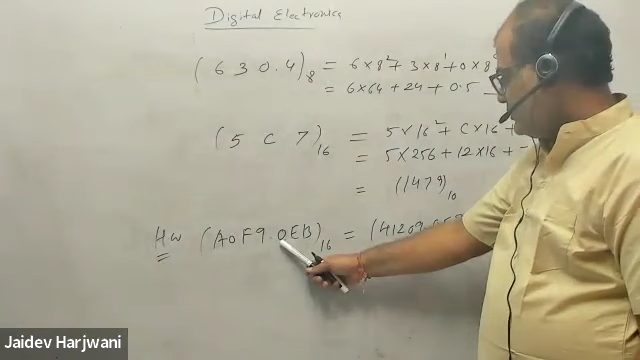 Digital Electronics
(6 3 0.4)₈ = 6×8²+ 3×8¹+0×8
= 6×64 + 24 + 0.5
(5 C 7)₁₆ = 5×16²+ C×16 +
= 5×256 + 12×16 +
= (1479)₁₀
HW (A0F9.0EB)₁₆ = (41209.
Jaidev Harjwani